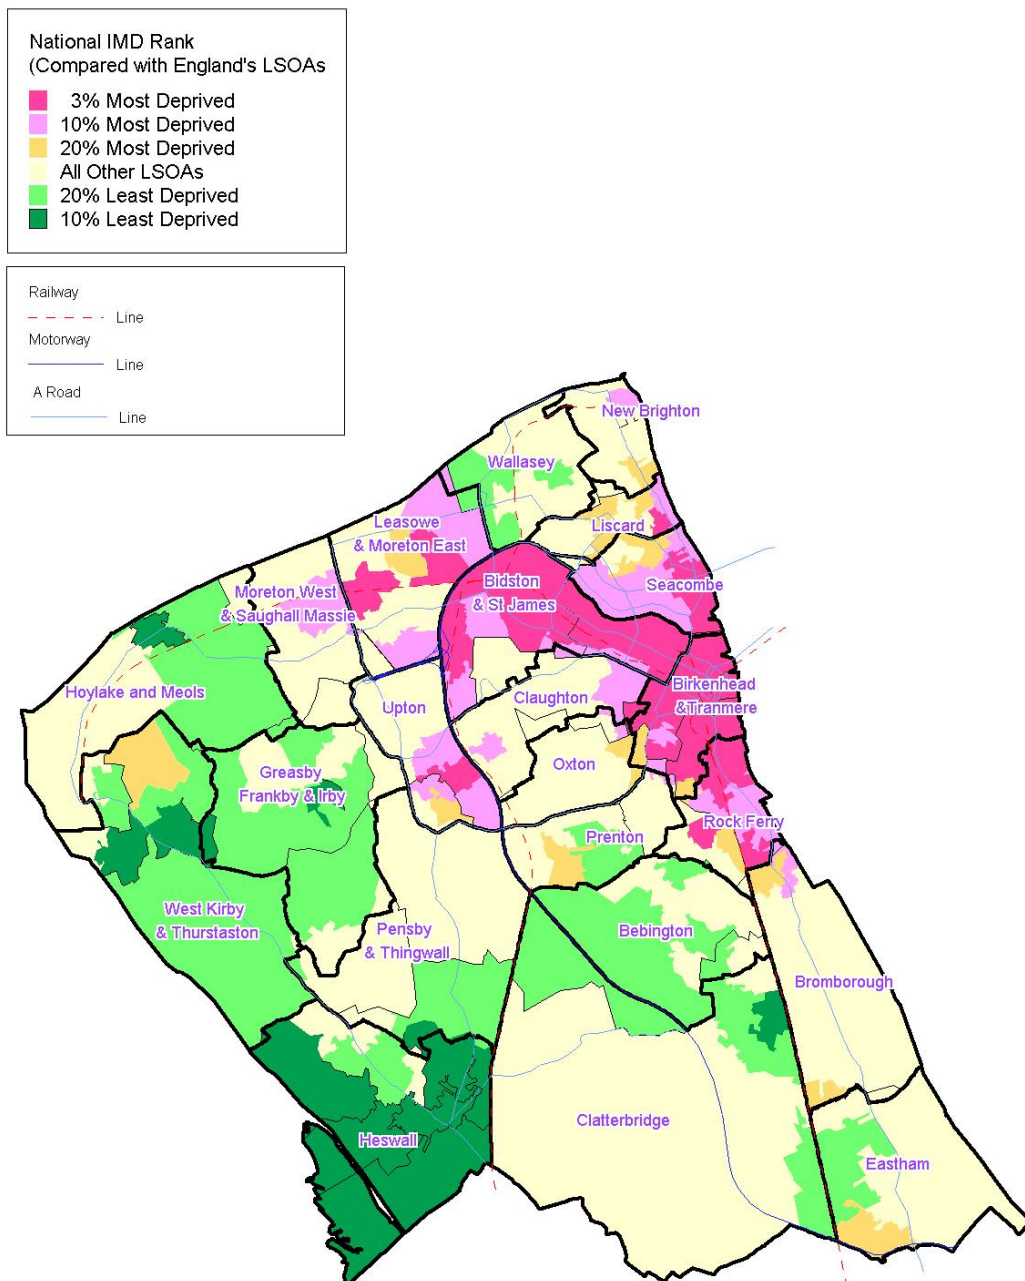 National IMD Rank
(Compared with England's LSOAs
3% Most Deprived
10% Most Deprived
20% Most Deprived
All Other LSOAs
20% Least Deprived
10% Least Deprived
Railway
Line
Motorway
Line
A Road
Line
New Brighton
Wallasey
Leasowe
& Moreton East
Liscard
Bidston
& St James
Seacombe
Moreton West
& Saughall Massie
Hoylake and Meols
Upton
Claughton
Birkenhead
&Tranmere
Oxton
Greasby
Frankby & Irby
Prenton
Rock Ferry
West Kirby
& Thurstaston
Pensby
& Thingwall
Bebington
Bromborough
Clatterbridge
Heswall
Eastham